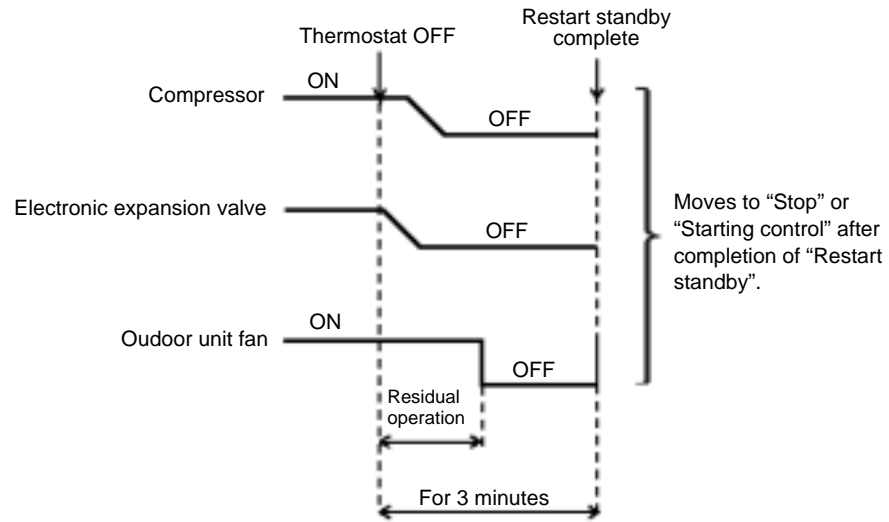 Thermostat OFF
Restart standby
complete
Compressor
ON
OFF
Electronic expansion valve
OFF
Oudoor unit fan
ON
OFF
Residual
operation
For 3 minutes
Moves to “Stop” or
“Starting control” after
completion of “Restart
standby”.